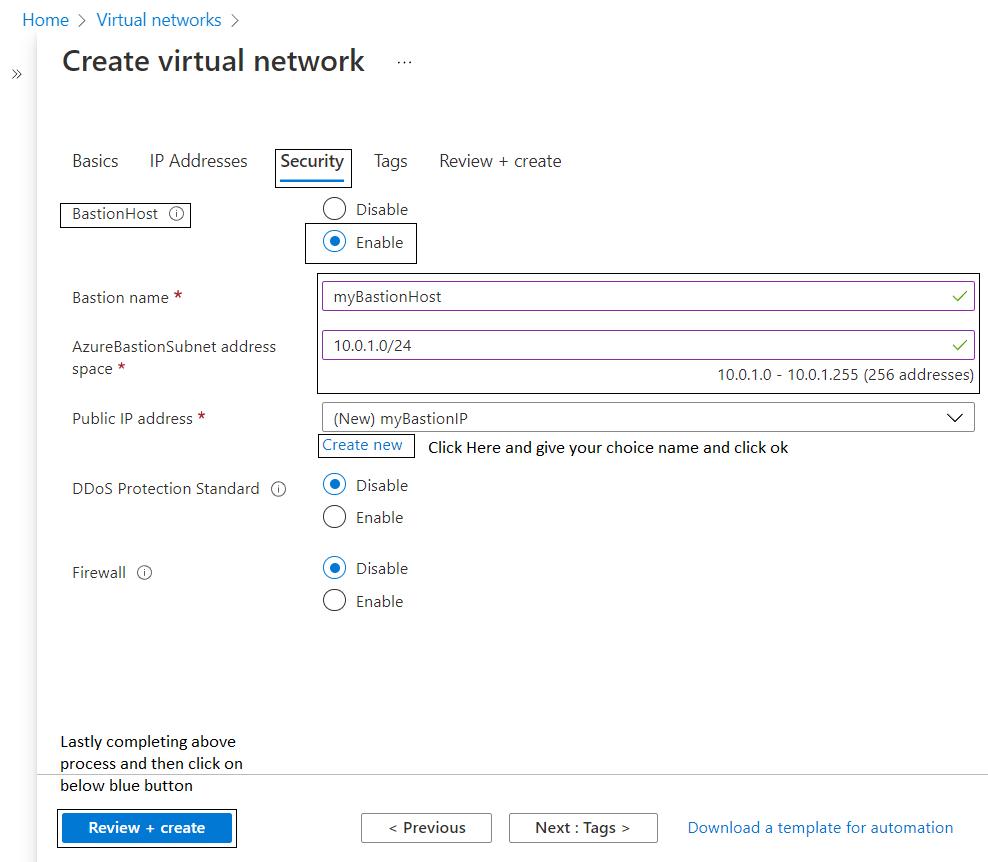 Home > Virtual networks >
»
Create virtual network ...
Basics IP Addresses Security Tags Review + create
BastionHost
Disable
Enable
Bastion name *
myBastionHost
AzureBastionSubnet address
space *
10.0.1.0/24
10.0.1.0 - 10.0.1.255 (256 addresses)
Public IP address *
(New) myBastionIP
Create new Click Here and give your choice name and click ok
DDoS Protection Standard
Disable
Enable
Firewall
Disable
Enable
Lastly completing above
process and then click on
below blue button
Review + create < Previous Next : Tags > Download a template for automation